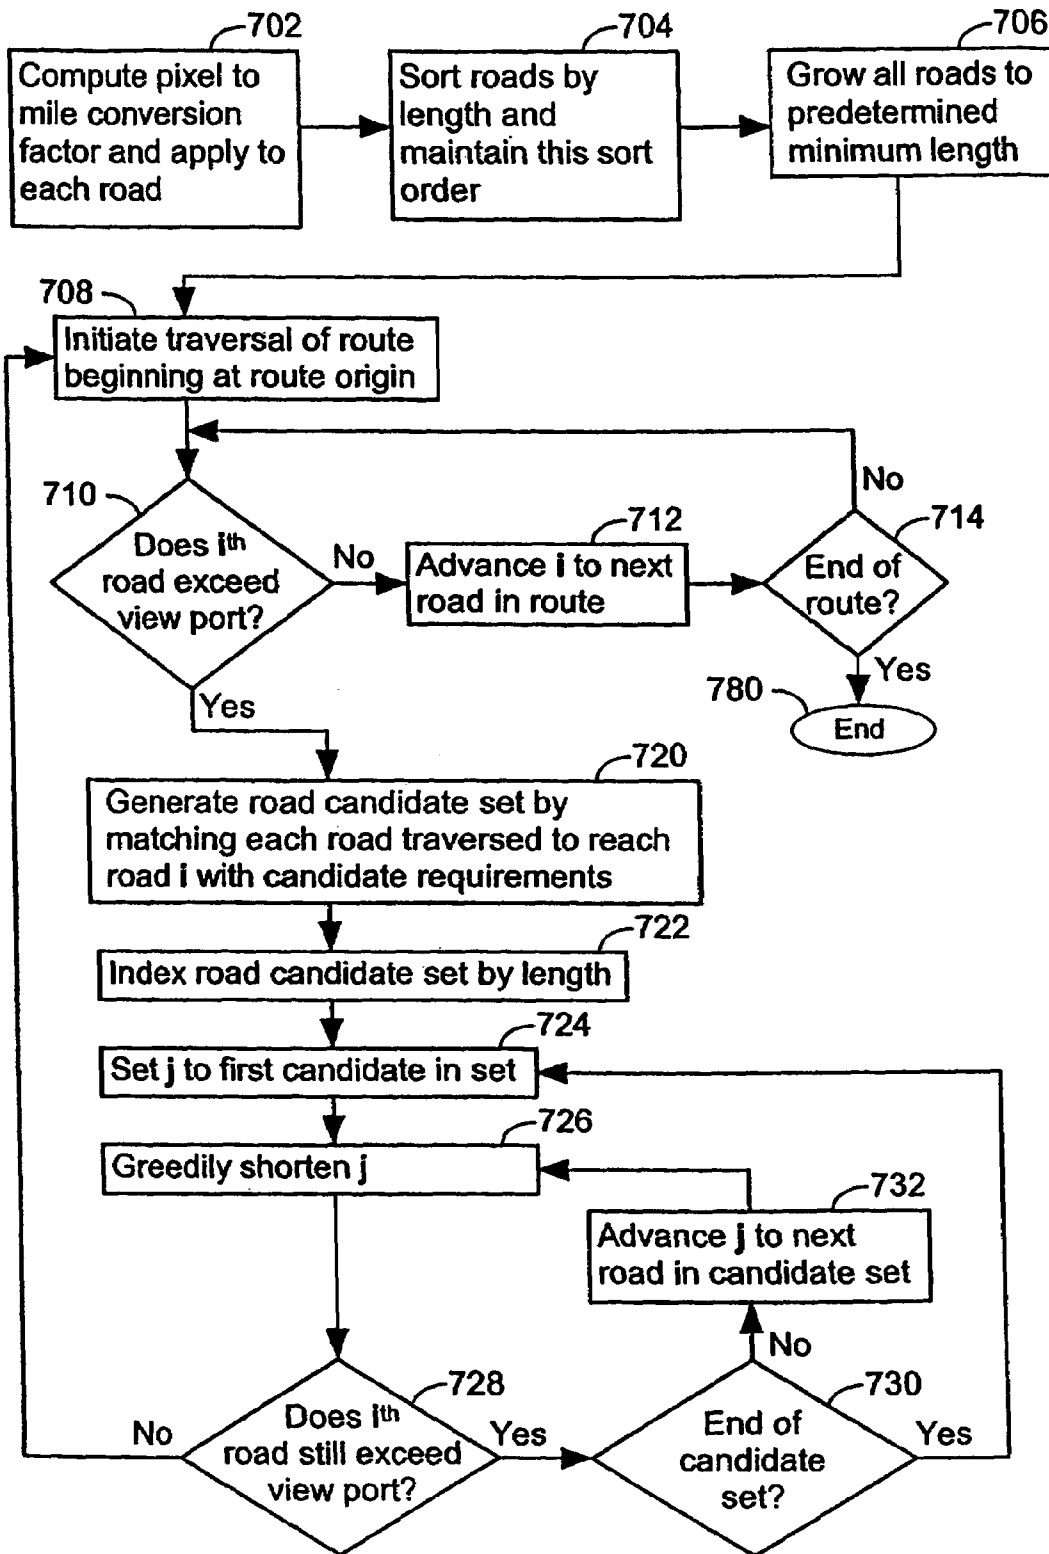 702
Compute pixel to
mile conversion
factor and apply to
each road
704
Sort roads by
length and
maintain this sort
order
706
Grow all roads to
predetermined
minimum length
708
Initiate traversal of route
beginning at route origin
710
Does ith
road exceed
view port?
No
712
Advance i to next
road in route
No
714
End of
route?
Yes
780
End
Yes
720
Generate road candidate set by
matching each road traversed to reach
road i with candidate requirements
722
Index road candidate set by length
724
Set j to first candidate in set
726
Greedily shorten j
732
Advance j to next
road in candidate set
No
728
Does ith
road still exceed
view port?
No
Yes
730
End of
candidate
set?
Yes